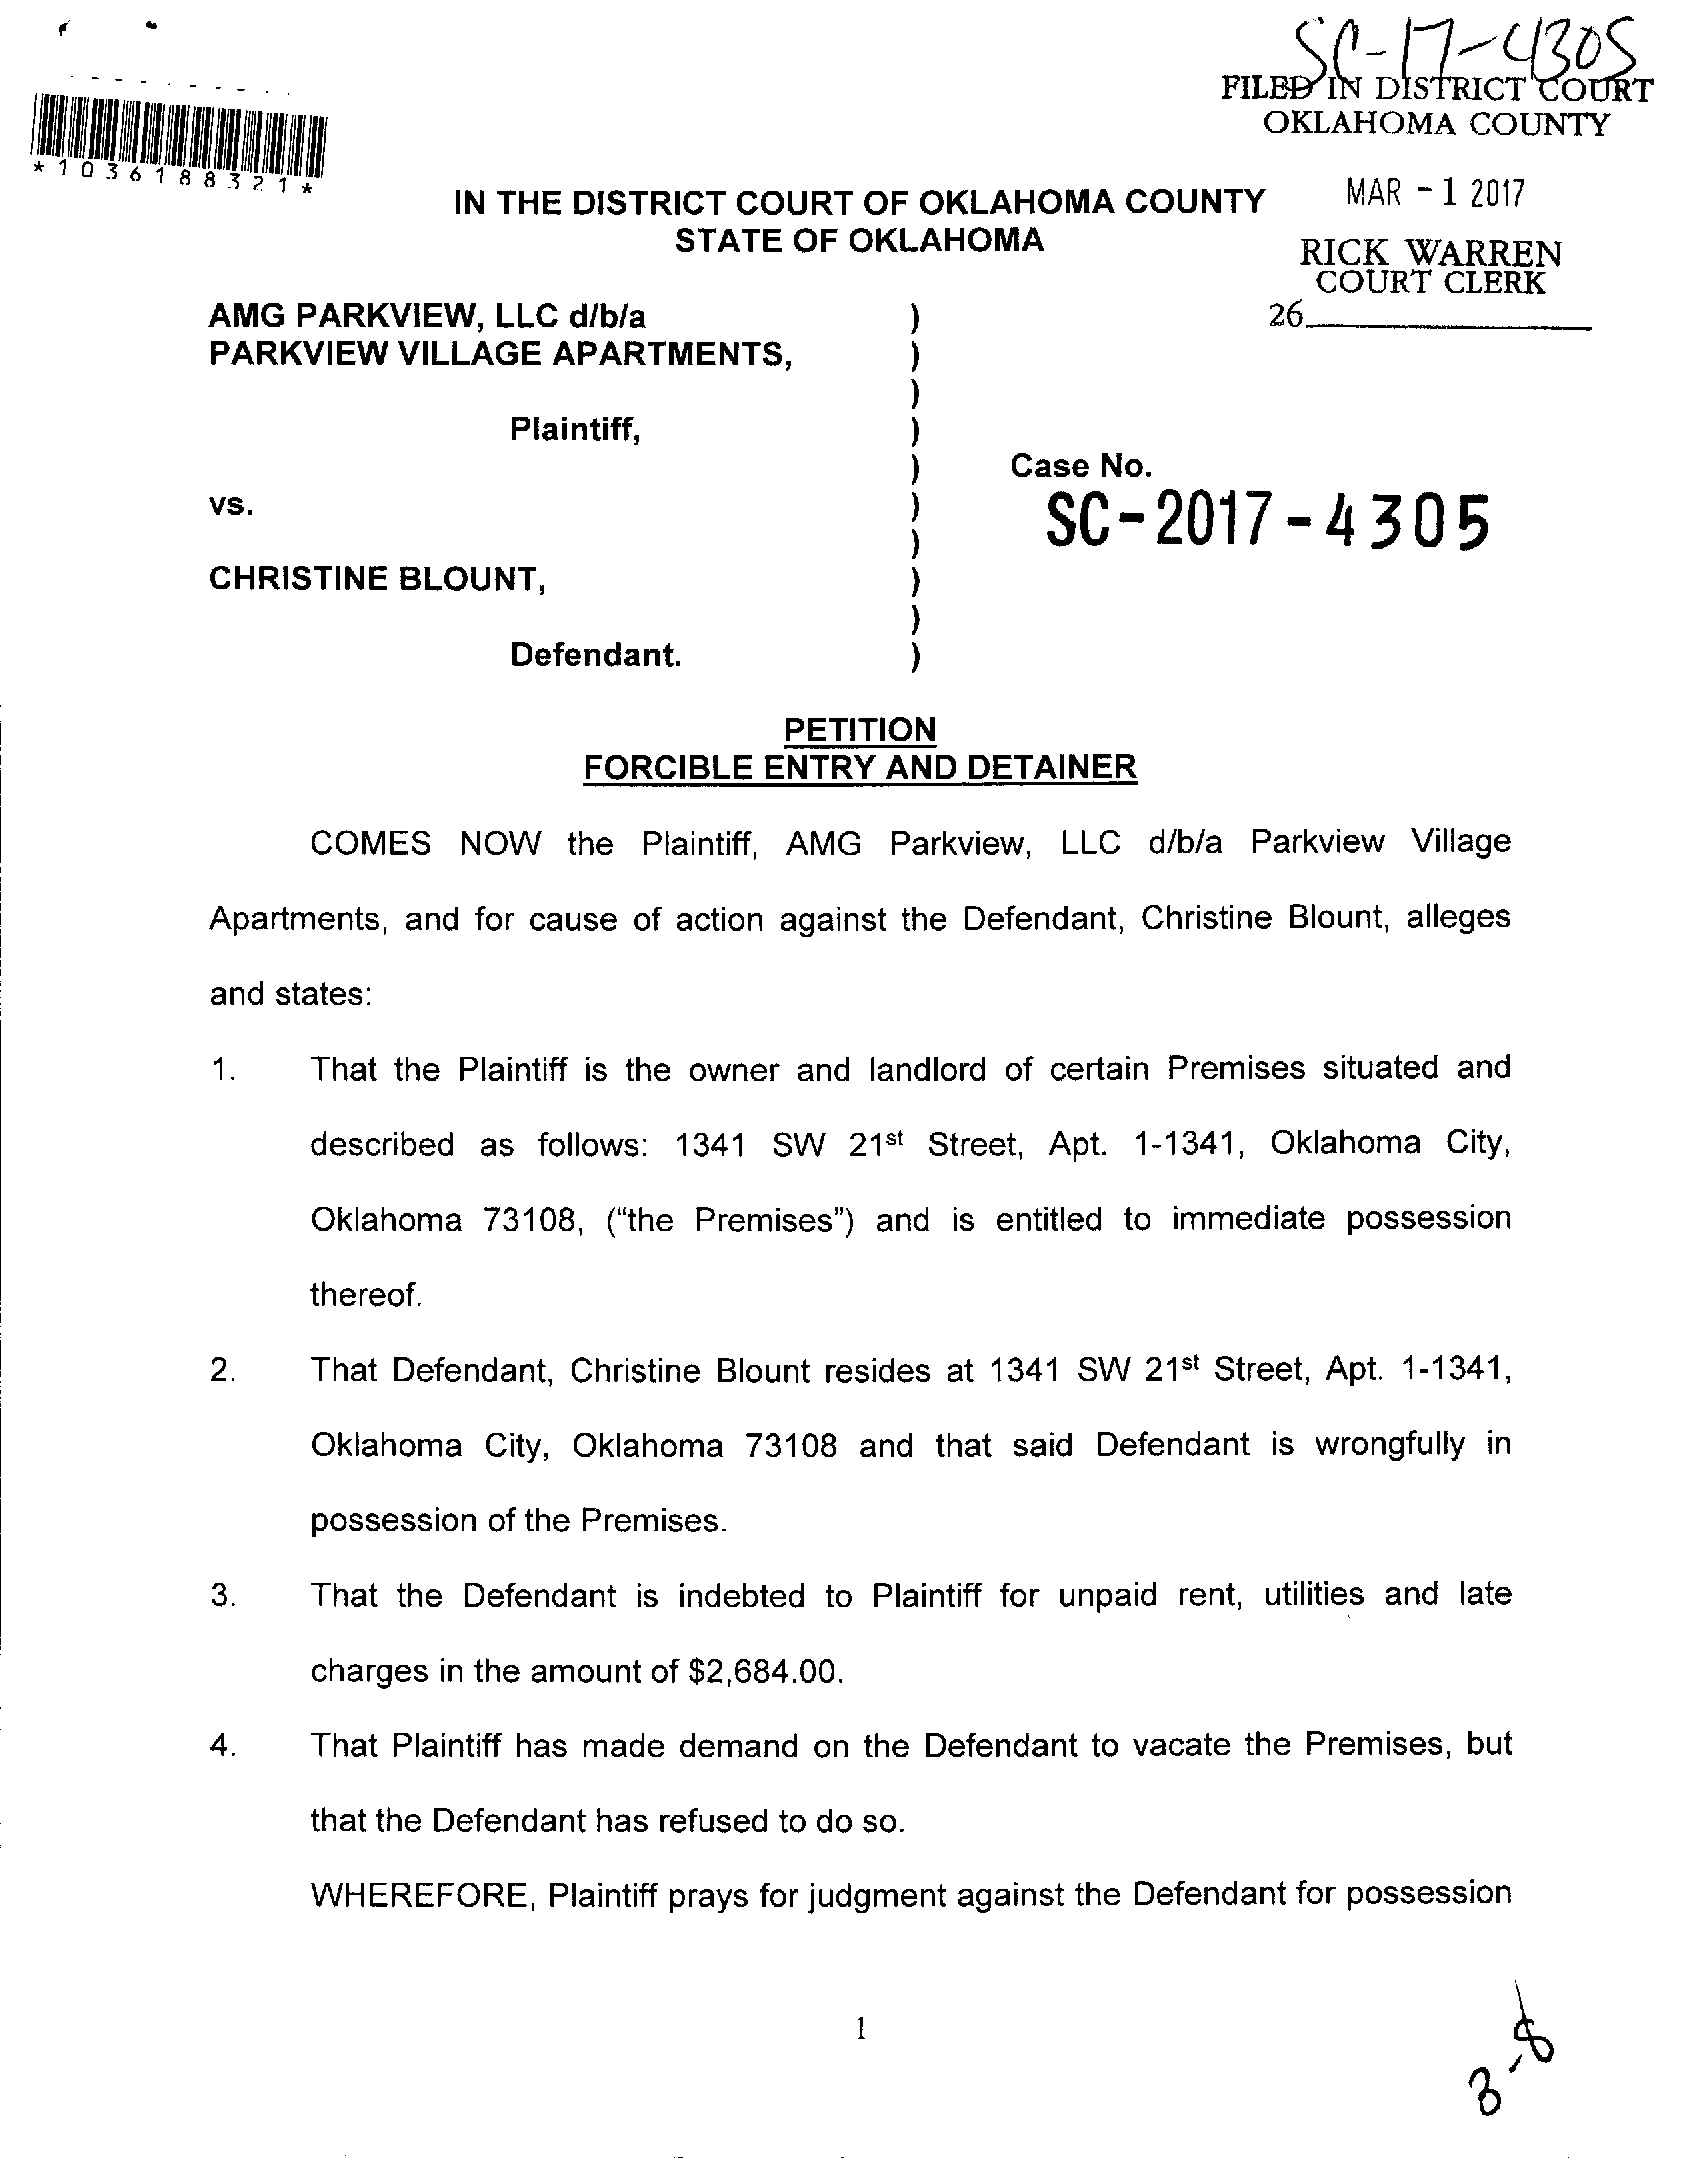 SC-17-4305
FILED IN DISTRICT COURT
OKLAHOMA COUNTY
*1036188321*
MAR - 1 2017
IN THE DISTRICT COURT OF OKLAHOMA COUNTY
STATE OF OKLAHOMA
RICK WARREN
COURT CLERK
26
AMG PARKVIEW, LLC d/b/a )
PARKVIEW VILLAGE APARTMENTS, )
)
Plaintiff, )
) Case No.
vs. ) SC-2017-4305
)
CHRISTINE BLOUNT, )
)
Defendant. )
PETITION
FORCIBLE ENTRY AND DETAINER
COMES NOW the Plaintiff, AMG Parkview, LLC d/b/a Parkview Village
Apartments, and for cause of action against the Defendant, Christine Blount, alleges
and states:
1. That the Plaintiff is the owner and landlord of certain Premises situated and
described as follows: 1341 SW 21st Street, Apt. 1-1341, Oklahoma City,
Oklahoma 73108, (“the Premises”) and is entitled to immediate possession
thereof.
2. That Defendant, Christine Blount resides at 1341 SW 21st Street, Apt. 1-1341,
Oklahoma City, Oklahoma 73108 and that said Defendant is wrongfully in
possession of the Premises.
3. That the Defendant is indebted to Plaintiff for unpaid rent, utilities and late
charges in the amount of $2,684.00.
4. That Plaintiff has made demand on the Defendant to vacate the Premises, but
that the Defendant has refused to do so.
WHEREFORE, Plaintiff prays for judgment against the Defendant for possession
1
3-8